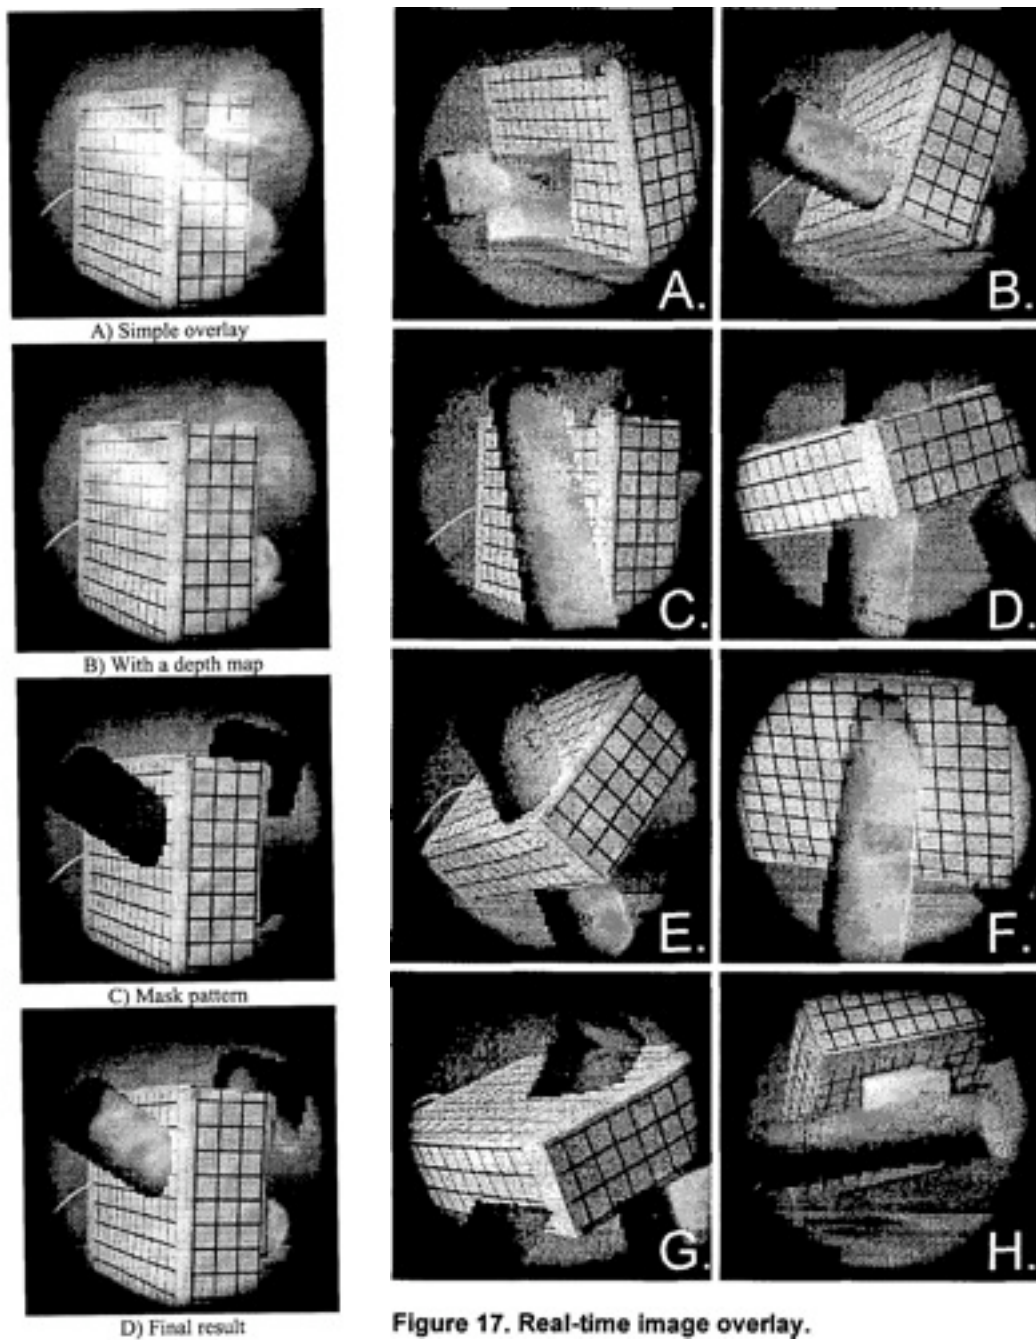 A) Simple overlay
B) With a depth map
C) Mask pattern
D) Final result
A.
B.
C.
D.
E.
F.
G.
H.
Figure 17. Real-time image overlay.